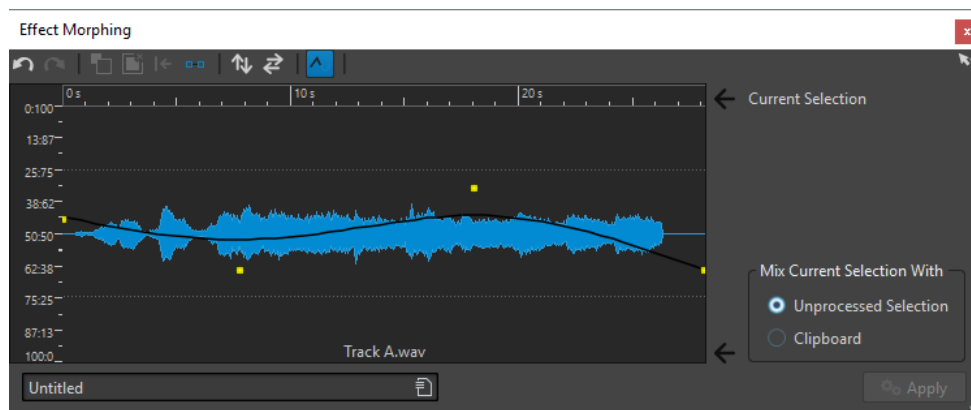 Effect Morphing
x
0 s 10 s 20 s
0:100
Current Selection
13:87
25:75
38:62
50:50
62:38
Mix Current Selection With
75:25
Unprocessed Selection
87:13
Clipboard
100:0
Track A.wav
Untitled
Apply